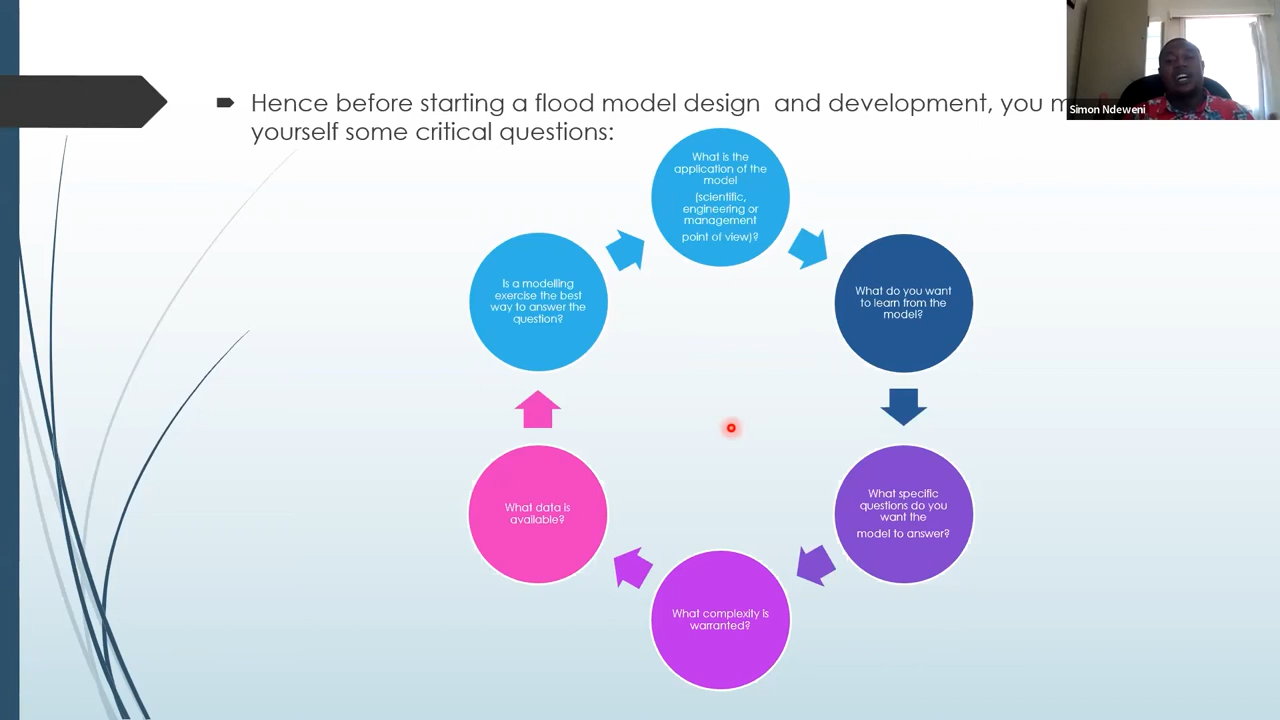 Hence before starting a flood model design and development, you
yourself some critical questions:
Simon Ndeweni
What is the
application of the
model
(scientific,
engineering or
management
point of view)?
What do you want
to learn from the
model?
What specific
questions do you
want the
model to answer?
What complexity is
warranted?
What data is
available?
Is a modelling
exercise the best
way to answer the
question?